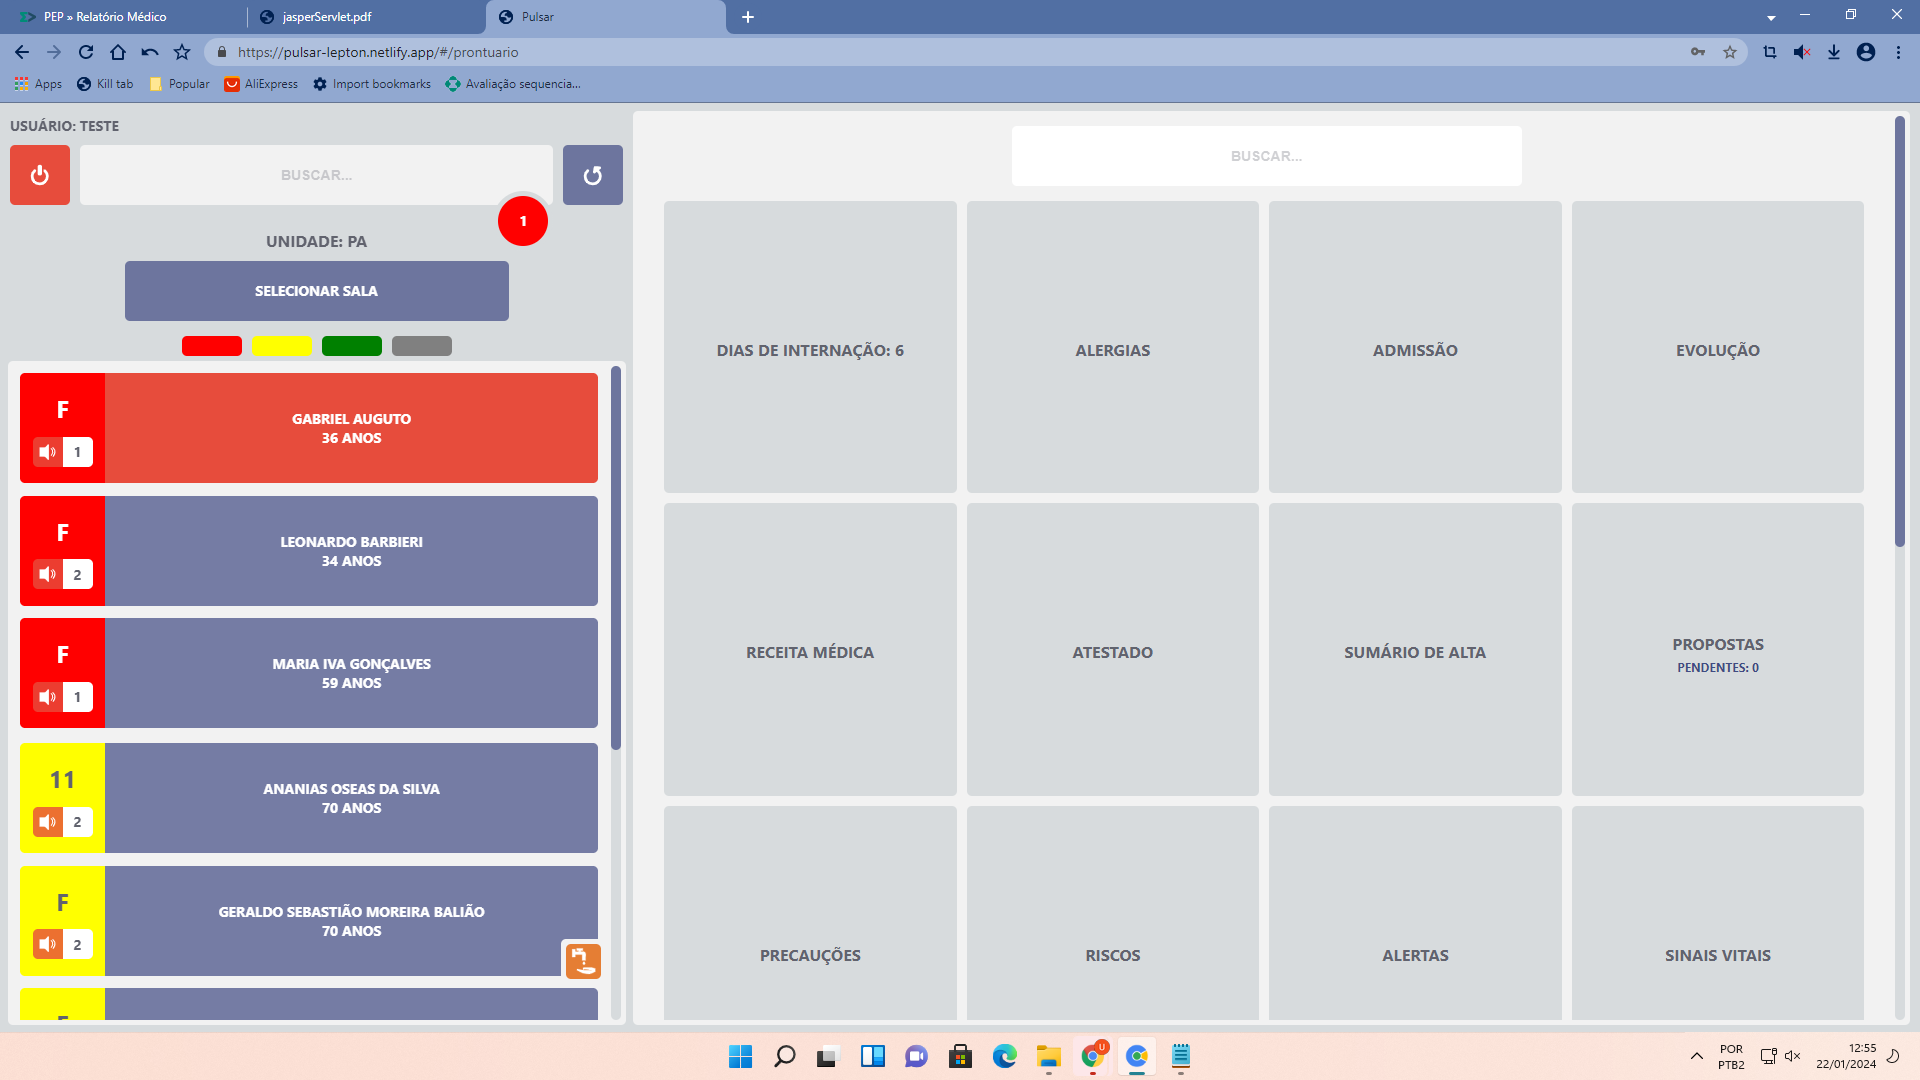 PEP » Relatório Médico
jasperServlet.pdf
Pulsar
https://pulsar-lepton.netlify.app/#/prontuario
Apps
Kill tab
Popular
AliExpress
Import bookmarks
Avaliação sequencia...
USUÁRIO: TESTE
BUSCAR...
1
UNIDADE: PA
SELECIONAR SALA
F
1
GABRIEL AUGUTO
36 ANOS
F
2
LEONARDO BARBIERI
34 ANOS
F
1
MARIA IVA GONÇALVES
59 ANOS
11
2
ANANIAS OSEAS DA SILVA
70 ANOS
F
2
GERALDO SEBASTIÃO MOREIRA BALIÃO
70 ANOS
BUSCAR...
DIAS DE INTERNAÇÃO: 6
ALERGIAS
ADMISSÃO
EVOLUÇÃO
RECEITA MÉDICA
ATESTADO
SUMÁRIO DE ALTA
PROPOSTAS
PENDENTES: 0
PRECAUÇÕES
RISCOS
ALERTAS
SINAIS VITAIS
U
POR
PTB2
12:55
22/01/2024